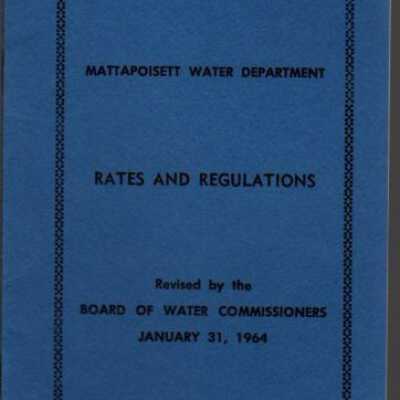 MATTAPOISETT WATER DEPARTMENT
RATES AND REGULATIONS
Revised by the
BOARD OF WATER COMMISSIONERS
JANUARY 31, 1964